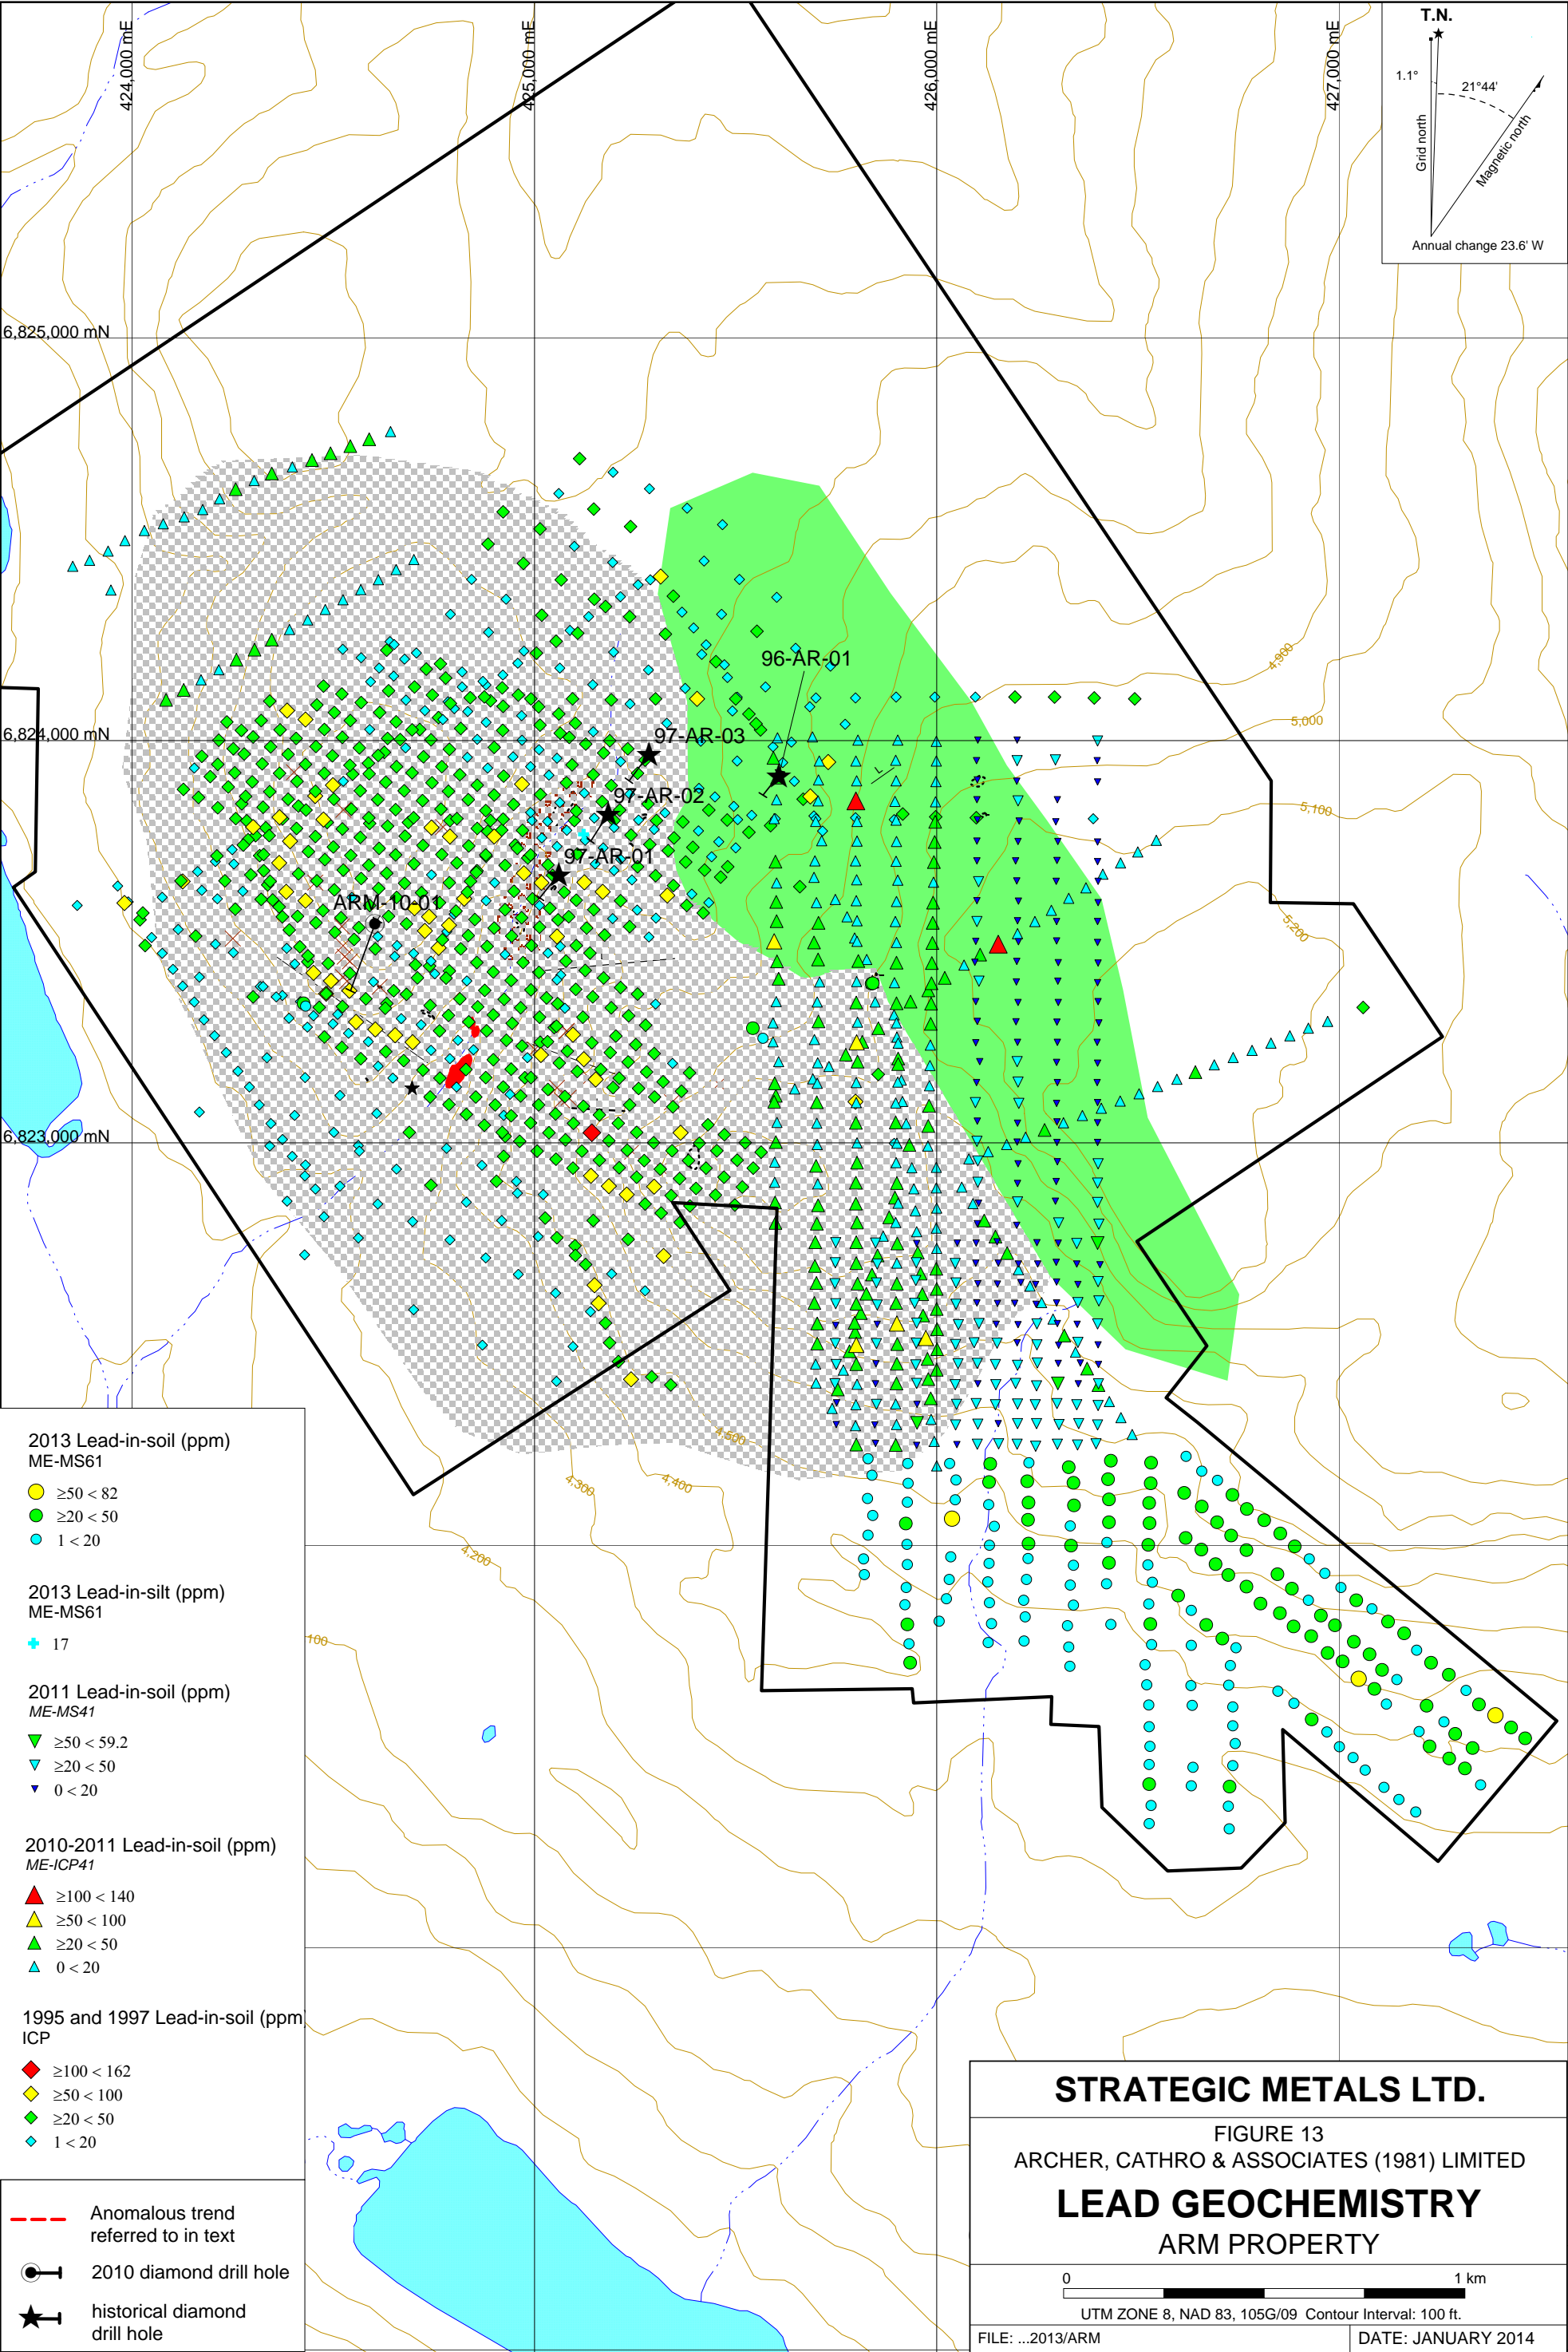 424,000 mE
425,000 mE
426,000 mE
427,000 mE
T.N.
1.1°
21°44'
Grid north
Magnetic north
Annual change 23.6' W
6,825,000 mN
4,900
96-AR-01
5,000
6,824,000 mN
97-AR-03
97-AR-02
5,100
97-AR-01
ARM-10-01
5,200
6,823,000 mN
4,500
4,400
4,300
4,200
100
2013 Lead-in-soil (ppm)
ME-MS61
≥50 < 82
≥20 < 50
1 < 20
2013 Lead-in-silt (ppm)
ME-MS61
17
2011 Lead-in-soil (ppm)
ME-MS41
≥50 < 59.2
≥20 < 50
0 < 20
2010-2011 Lead-in-soil (ppm)
ME-ICP41
≥100 < 140
≥50 < 100
≥20 < 50
0 < 20
1995 and 1997 Lead-in-soil (ppm)
ICP
≥100 < 162
≥50 < 100
≥20 < 50
1 < 20
Anomalous trend
referred to in text
2010 diamond drill hole
historical diamond
drill hole
STRATEGIC METALS LTD.
FIGURE 13
ARCHER, CATHRO & ASSOCIATES (1981) LIMITED
LEAD GEOCHEMISTRY
ARM PROPERTY
0 1 km
UTM ZONE 8, NAD 83, 105G/09 Contour Interval: 100 ft.
FILE: ...2013/ARM DATE: JANUARY 2014